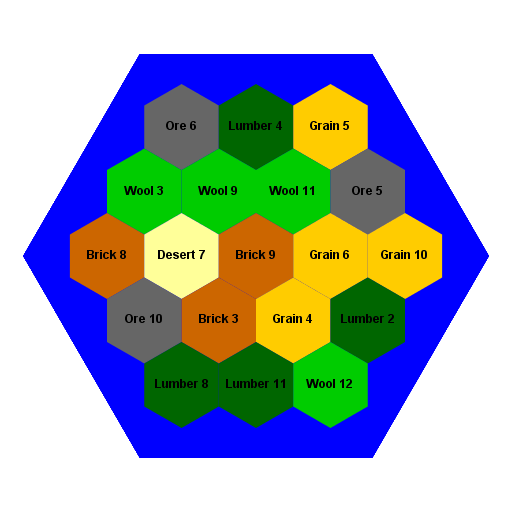 Ore 6 Lumber 4 Grain 5
Wool 3 Wool 9 Wool 11 Ore 5
Brick 8 Desert 7 Brick 9 Grain 6 Grain 10
Ore 10 Brick 3 Grain 4 Lumber 2
Lumber 8 Lumber 11 Wool 12